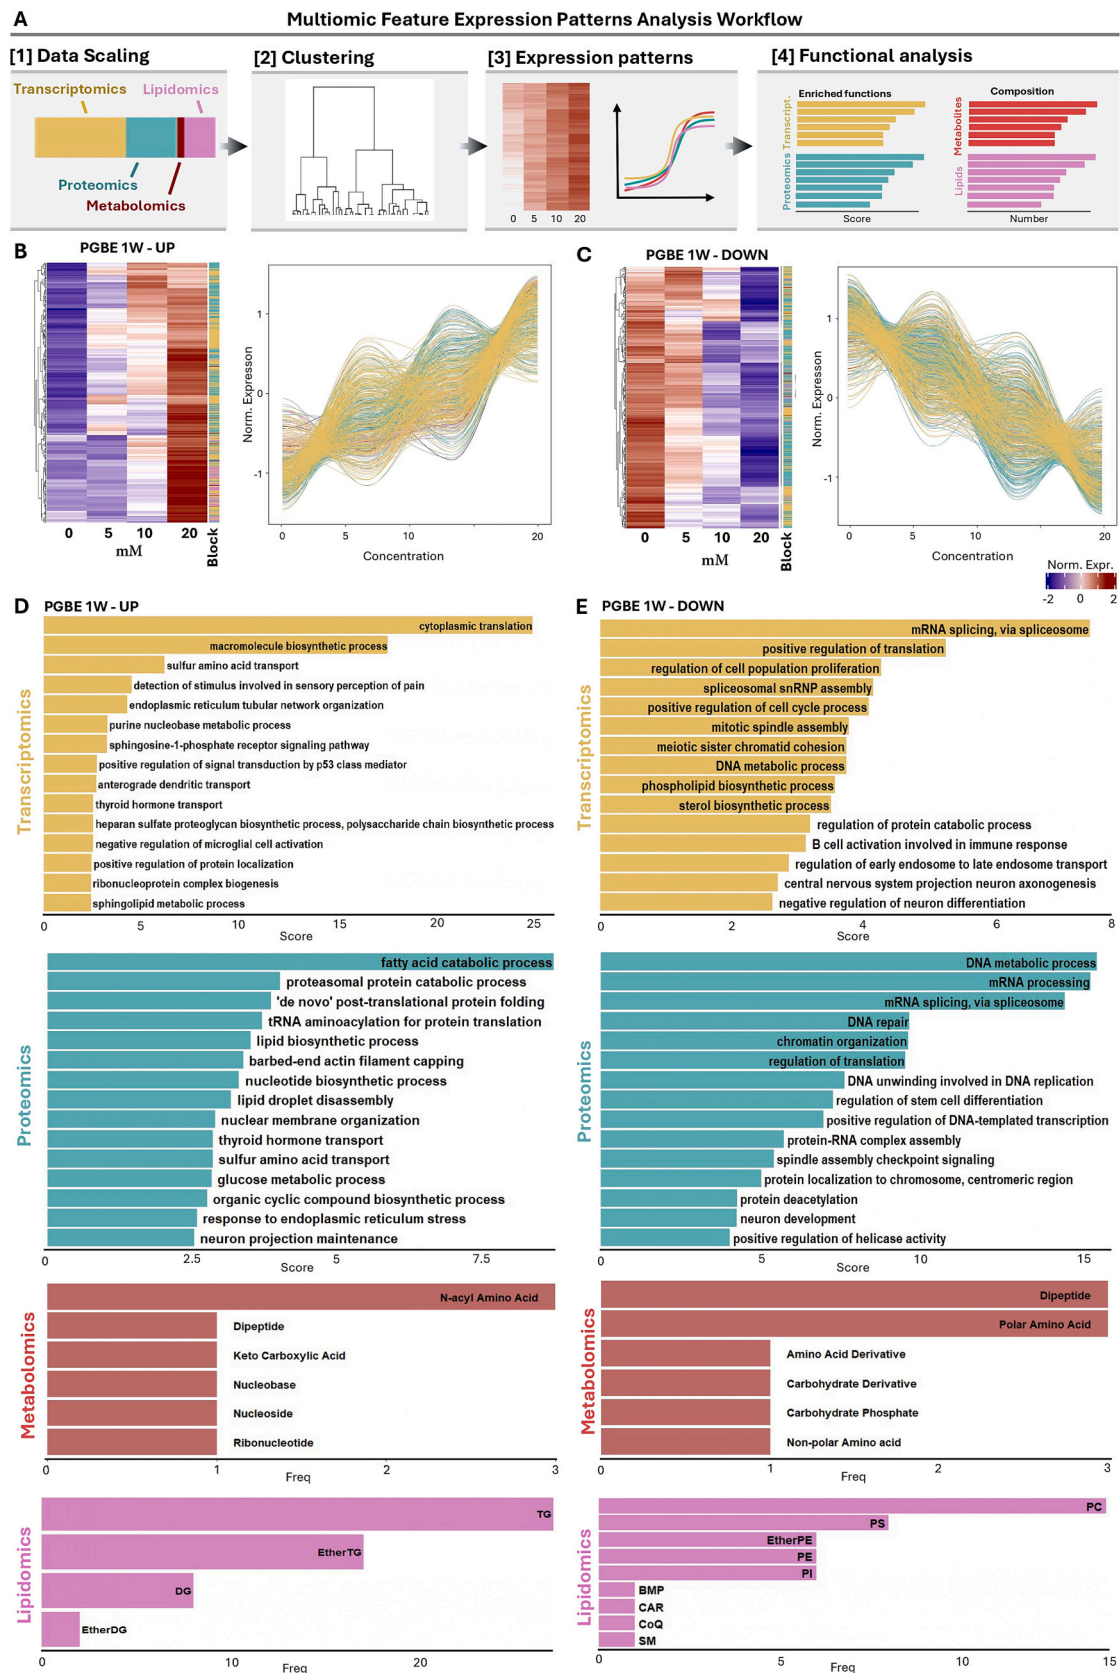 A
Multiomic Feature Expression Patterns Analysis Workflow
[1] Data Scaling
[2] Clustering
[3] Expression patterns
[4] Functional analysis
Transcriptomics
Lipidomics
Proteomics
Metabolomics
0 5 10 20
Enriched functions
Composition
Transcript.
Proteomics
Metabolites
Lipids
Score
Number
B
PGBE 1W - UP
0 5 10 20
mM
Block
Norm. Expresson
1
0
-1
0 5 10 20
Concentration
C
PGBE 1W - DOWN
0 5 10 20
mM
Block
Norm. Expresson
1
0
-1
0 5 10 20
Concentration
Norm. Expr.
-2 0 2
D
PGBE 1W - UP
Transcriptomics
cytoplasmic translation
macromolecule biosynthetic process
sulfur amino acid transport
detection of stimulus involved in sensory perception of pain
endoplasmic reticulum tubular network organization
purine nucleobase metabolic process
sphingosine-1-phosphate receptor signaling pathway
positive regulation of signal transduction by p53 class mediator
anterograde dendritic transport
thyroid hormone transport
heparan sulfate proteoglycan biosynthetic process, polysaccharide chain biosynthetic process
negative regulation of microglial cell activation
positive regulation of protein localization
ribonucleoprotein complex biogenesis
sphingolipid metabolic process
0 5 10 15 20 25
Score
Proteomics
fatty acid catabolic process
proteasomal protein catabolic process
'de novo' post-translational protein folding
tRNA aminoacylation for protein translation
lipid biosynthetic process
barbed-end actin filament capping
nucleotide biosynthetic process
lipid droplet disassembly
nuclear membrane organization
thyroid hormone transport
sulfur amino acid transport
glucose metabolic process
organic cyclic compound biosynthetic process
response to endoplasmic reticulum stress
neuron projection maintenance
0 2.5 5 7.5
Score
Metabolomics
N-acyl Amino Acid
Dipeptide
Keto Carboxylic Acid
Nucleobase
Nucleoside
Ribonucleotide
0 1 2 3
Freq
Lipidomics
TG
EtherTG
DG
EtherDG
0 10 20
Freq
E
PGBE 1W - DOWN
Transcriptomics
mRNA splicing, via spliceosome
positive regulation of translation
regulation of cell population proliferation
spliceosomal snRNP assembly
positive regulation of cell cycle process
mitotic spindle assembly
meiotic sister chromatid cohesion
DNA metabolic process
phospholipid biosynthetic process
sterol biosynthetic process
regulation of protein catabolic process
B cell activation involved in immune response
regulation of early endosome to late endosome transport
central nervous system projection neuron axonogenesis
negative regulation of neuron differentiation
0 2 4 6 8
Score
Proteomics
DNA metabolic process
mRNA processing
mRNA splicing, via spliceosome
DNA repair
chromatin organization
regulation of translation
DNA unwinding involved in DNA replication
regulation of stem cell differentiation
positive regulation of DNA-templated transcription
protein-RNA complex assembly
spindle assembly checkpoint signaling
protein localization to chromosome, centromeric region
protein deacetylation
neuron development
positive regulation of helicase activity
0 5 10 15
Score
Metabolomics
Dipeptide
Polar Amino Acid
Amino Acid Derivative
Carbohydrate Derivative
Carbohydrate Phosphate
Non-polar Amino acid
0 1 2 3
Freq
Lipidomics
PC
PS
EtherPE
PE
PI
BMP
CAR
CoQ
SM
0 5 10 15
Freq